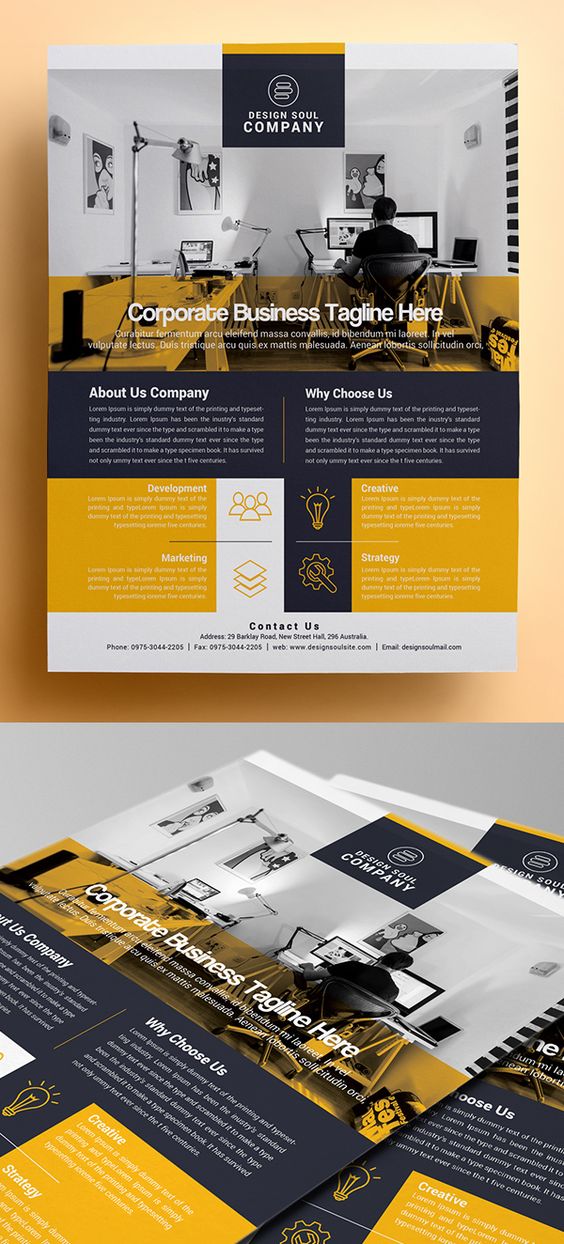 DESIGN SOUL
COMPANY
Corporate Business Tagline Here
Curabitur fermentum arcu eleifend massa convallis, id bibendum mi laoreet. In vel
vulputate lectus. Duis tristique arcu quis ex mattis malesuada. Aenean lobortis sollicitudin orci,
About Us Company
Lorem Ipsum is simply dummy text of the printing and typeset-
ting industry. Lorem Ipsum has been the inustry's standard
dummy text ever since the type and scrambled it to make a type
been the inustry's standard dummy text ever since the type
and scrambled it to make a type specimen book. It has survived
not only ummy text ever since the t five centuries.
Why Choose Us
Lorem Ipsum is simply dummy text of the printing and typeset-
ting industry. Lorem Ipsum has been the inustry's standard
dummy text ever since the type and scrambled it to make a type
been the inustry's standard dummy text ever since the type
and scrambled it to make a type specimen book. It has survived
not only ummy text ever since the t five centuries.
Development
Lorem Ipsum is simply dummy text of the
printing and typeLorem Ipsum is simply
dummy text of the printing and typesetting
typesetting loreme five centuries.
Creative
Lorem Ipsum is simply dummy text of the
printing and typeLorem Ipsum is simply
dummy text of the printing and typesetting
typesetting loreme five centuries.
Marketing
Lorem Ipsum is simply dummy text of the
printing and typeLorem Ipsum is simply
dummy text of the printing and typesetting
typesetting loreme five centuries.
Strategy
Lorem Ipsum is simply dummy text of the
printing and typeLorem Ipsum is simply
dummy text of the printing and typesetting
typesetting loreme five centuries.
Contact Us
Address: 29 Barklay Road, New Street Hall, 296 Australia.
Phone: 0975-3044-2205 | Fax: 0975-3044-2205 | web: www.designsoulsite.com | Email: designsoulmail.com
DESIGN SOUL
COMPANY
DESIGN SOUL
Corporate Business Tagline Here
Curabitur fermentum arcu eleifend massa convallis, id bibendum mi laoreet. In vel
vulputate lectus. Duis tristique arcu quis ex mattis malesuada. Aenean lobortis sollicitudin orci,
Us Company
Why Choose Us
Lorem Ipsum is simply dummy text of the printing and typeset-
ting industry. Lorem Ipsum has been the inustry's standard
dummy text ever since the type and scrambled it to make a type
been the inustry's standard dummy text ever since the type
and scrambled it to make a type specimen book. It has survived
not only ummy text ever since the t five centuries.
Creative
Lorem Ipsum is simply dummy text of the
printing and typeLorem Ipsum is simply
dummy text of the printing and typesetting
typesetting loreme five centuries.
Strategy
Here
Choose Us
Creative